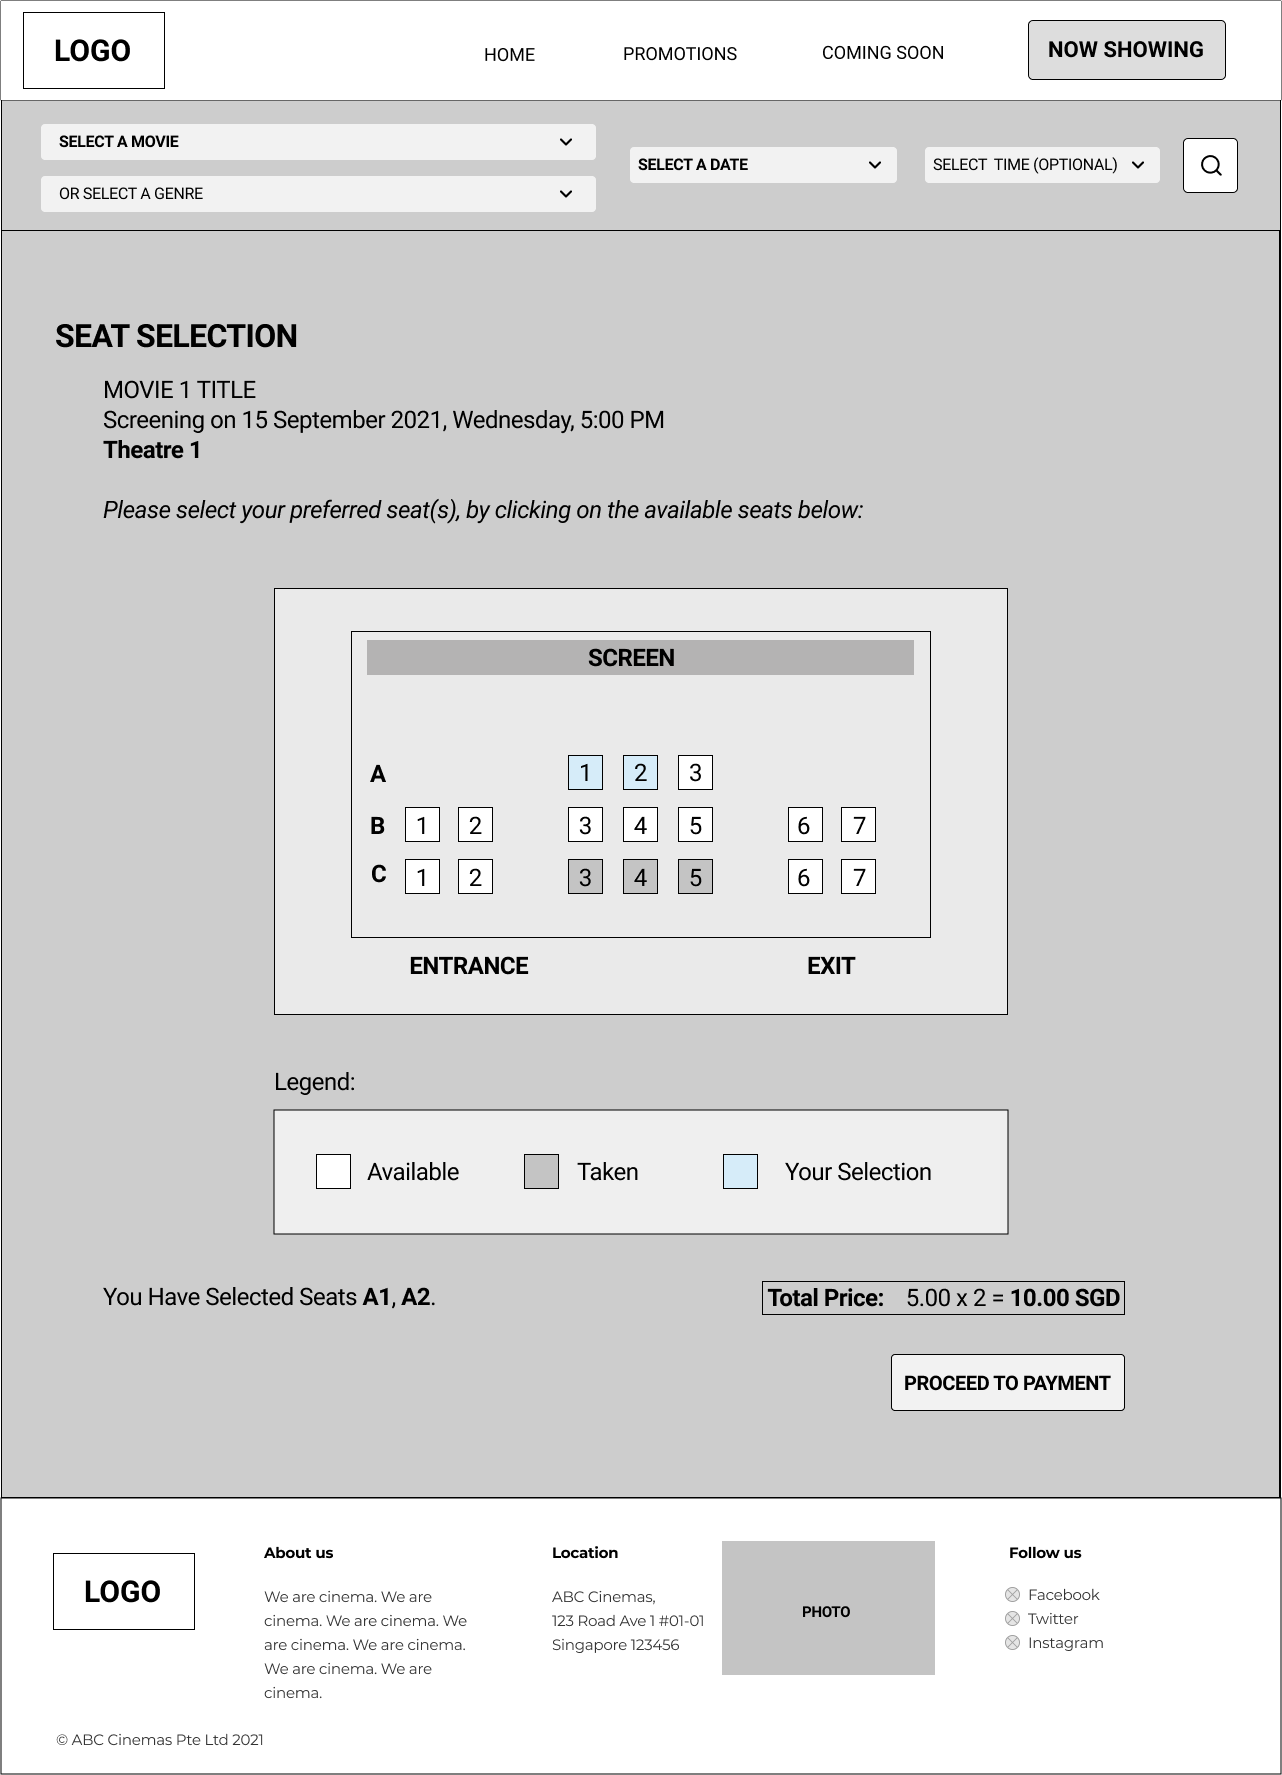 LOGO
HOME
PROMOTIONS
COMING SOON
NOW SHOWING
SELECT A MOVIE
OR SELECT A GENRE
SELECT A DATE
SELECT TIME (OPTIONAL)
SEAT SELECTION
MOVIE 1 TITLE
Screening on 15 September 2021, Wednesday, 5:00 PM
Theatre 1
Please select your preferred seat(s), by clicking on the available seats below:
SCREEN
A 1 2 3
B 1 2 3 4 5 6 7
C 1 2 3 4 5 6 7
ENTRANCE
EXIT
Legend:
Available
Taken
Your Selection
You Have Selected Seats A1, A2.
Total Price: 5.00 x 2 = 10.00 SGD
PROCEED TO PAYMENT
LOGO
About us
We are cinema. We are
cinema. We are cinema. We
are cinema. We are cinema.
We are cinema. We are
cinema.
Location
ABC Cinemas,
123 Road Ave 1 #01-01
Singapore 123456
PHOTO
Follow us
Facebook
Twitter
Instagram
© ABC Cinemas Pte Ltd 2021